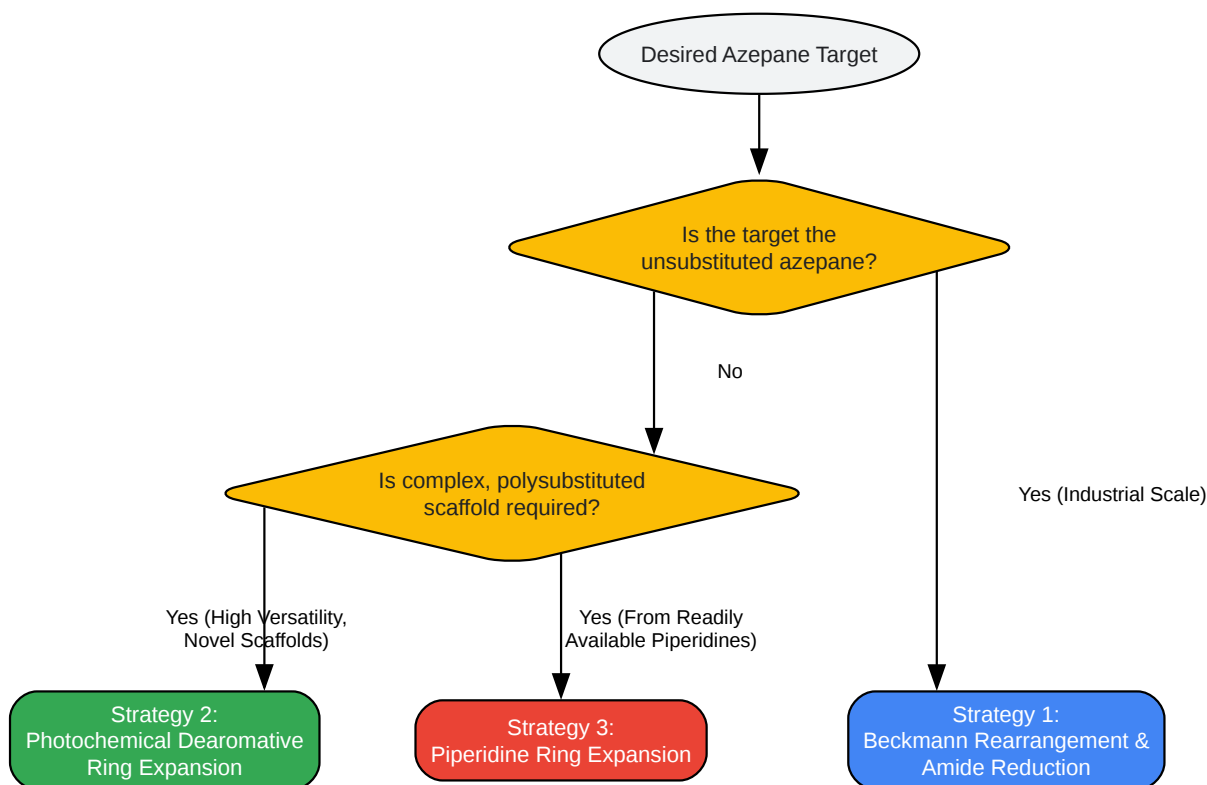 Desired Azepane Target
Is the target the
unsubstituted azepane?
No
Is complex, polysubstituted
scaffold required?
Yes (Industrial Scale)
Yes (High Versatility,
Novel Scaffolds)
Yes (From Readily
Available Piperidines)
Strategy 2:
Photochemical Dearomative
Ring Expansion
Strategy 3:
Piperidine Ring Expansion
Strategy 1:
Beckmann Rearrangement &
Amide Reduction